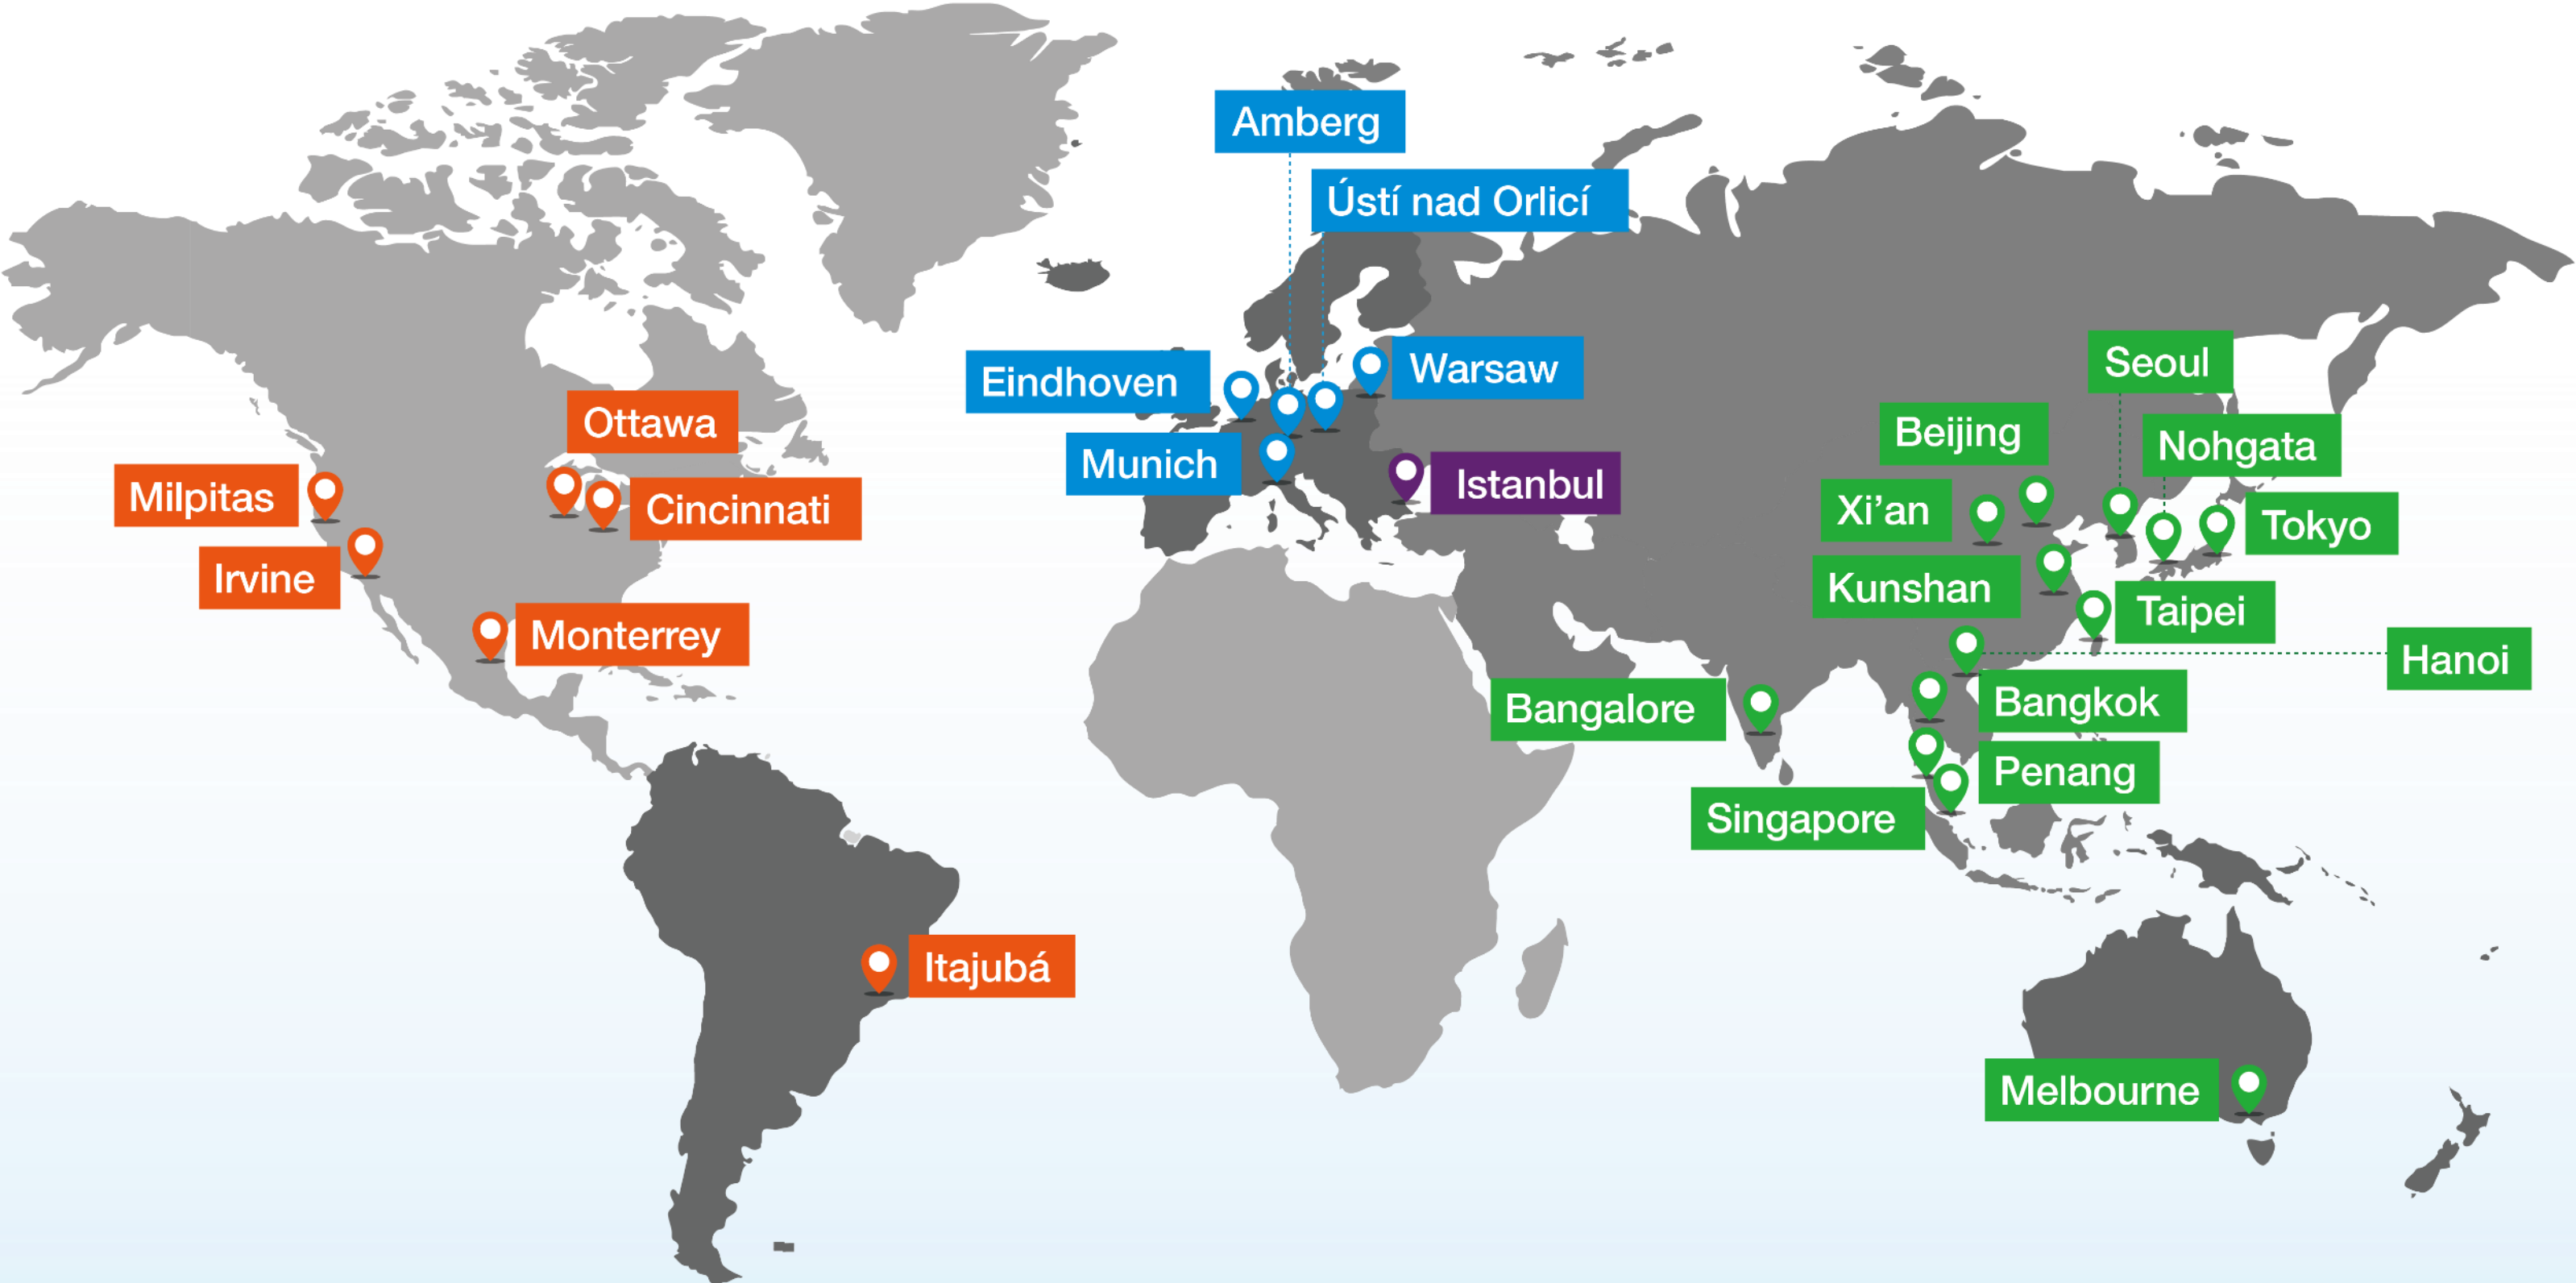 Amberg
Ústí nad Orlicí
Eindhoven
Warsaw
Munich
Istanbul
Ottawa
Milpitas
Cincinnati
Irvine
Monterrey
Itajubá
Seoul
Beijing
Nohgata
Xi’an
Tokyo
Kunshan
Taipei
Hanoi
Bangalore
Bangkok
Penang
Singapore
Melbourne